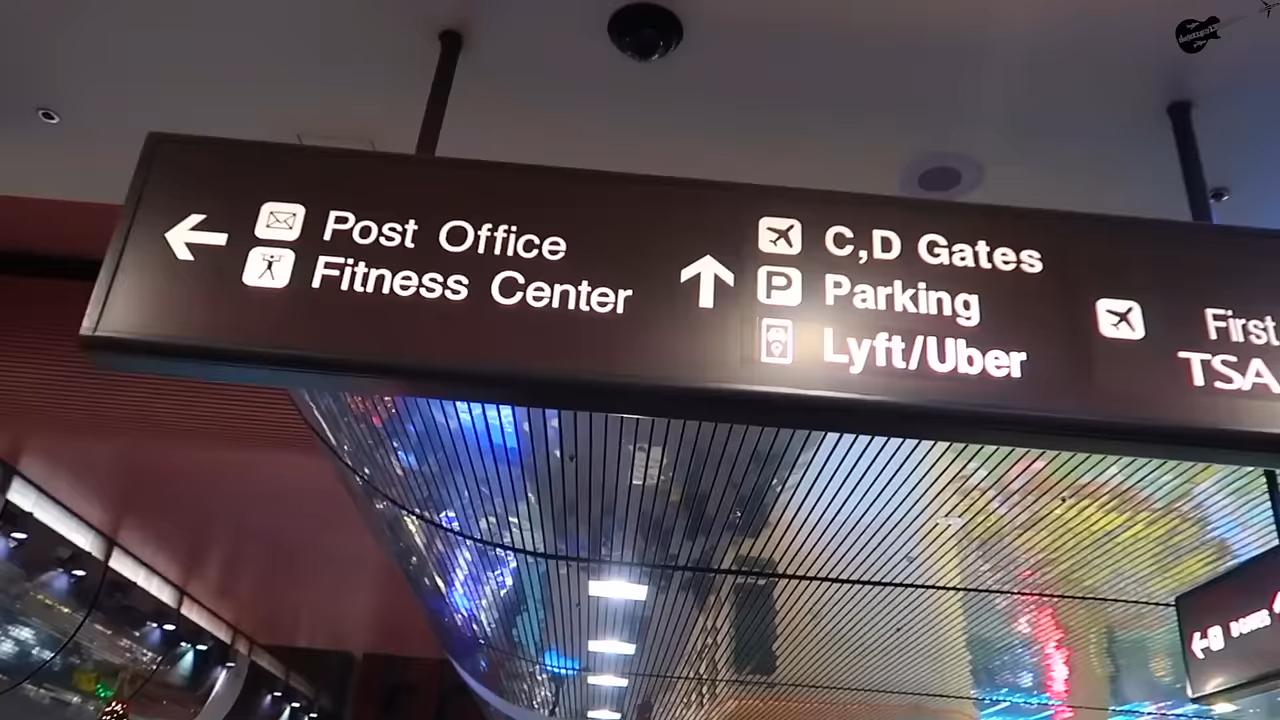 Post Office
Fitness Center
C,D Gates
P
Parking
Lyft/Uber
First
TSA